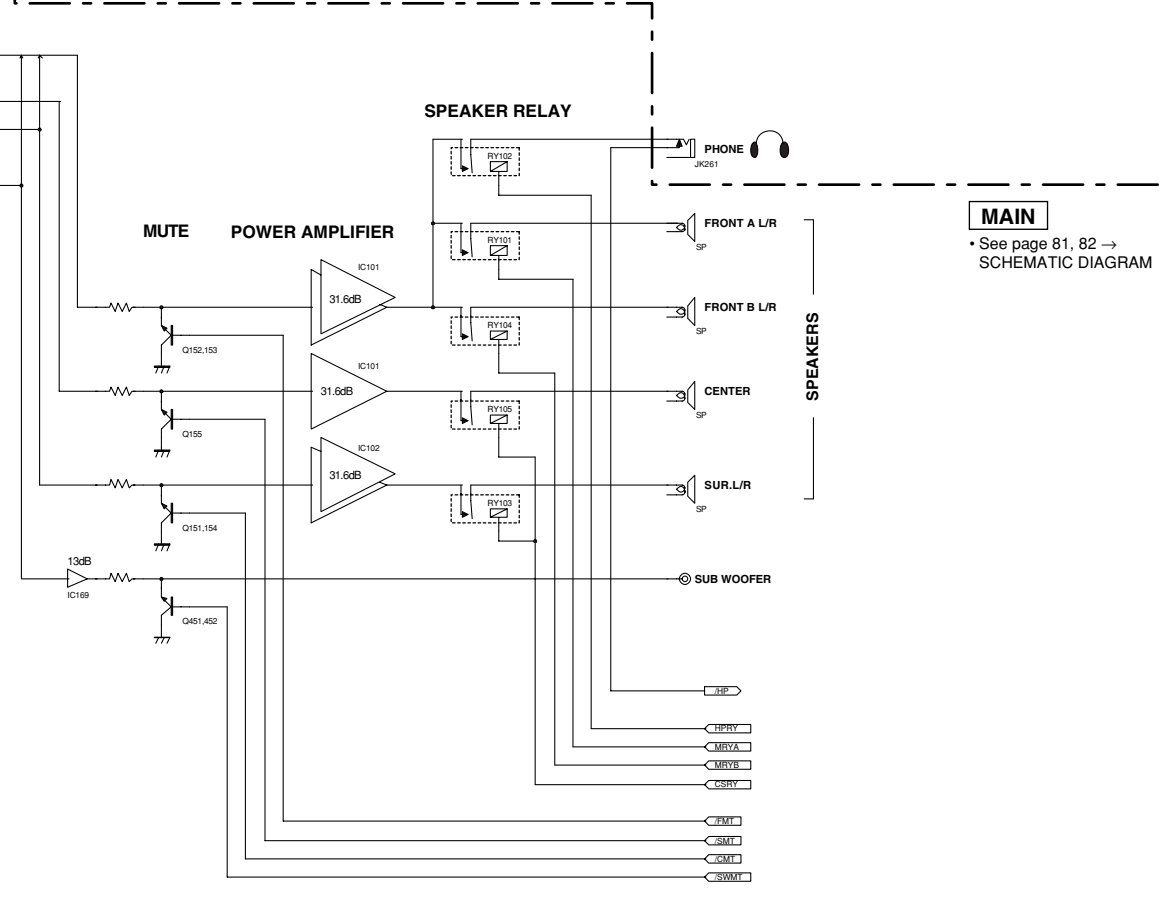 SPEAKER RELAY
RY102
PHONE
JK261
MAIN
• See page 81, 82 →
SCHEMATIC DIAGRAM
MUTE
POWER AMPLIFIER
FRONT A L/R
RY101
SP
IC101
31.6dB
FRONT B L/R
RY104
SP
Q152,153
SPEAKERS
IC101
31.6dB
CENTER
RY105
SP
Q155
IC102
31.6dB
SUR.L/R
RY103
SP
Q151,154
13dB
IC169
SUB WOOFER
Q451,452
/HP
HPRY
MRYA
MRYB
CSRY
/FMT
/SMT
/CMT
/SWMT